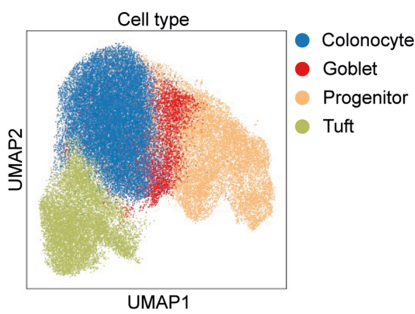 Cell type
Colonocyte
Goblet
Progenitor
Tuft
UMAP2
UMAP1